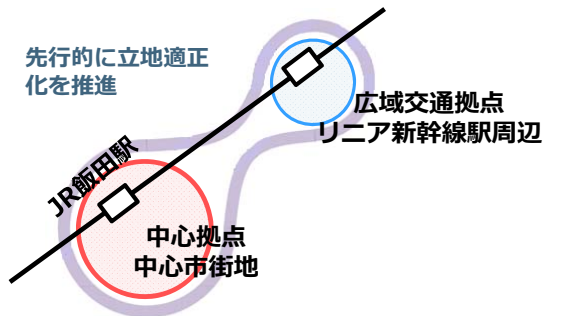 先行的に立地適正
化を推進
広域交通拠点
リニア新幹線駅周辺
JR飯田駅
中心拠点
中心市街地